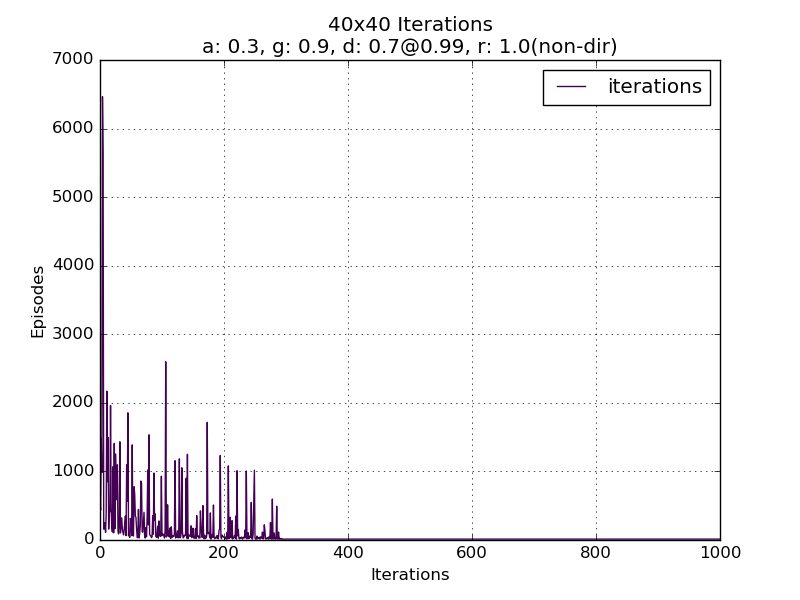 40x40 Iterations
a: 0.3, g: 0.9, d: 0.7@0.99, r: 1.0(non-dir)
7000
iterations
6000
5000
4000
Episodes
3000
2000
1000
0
0 200 400 600 800 1000
Iterations